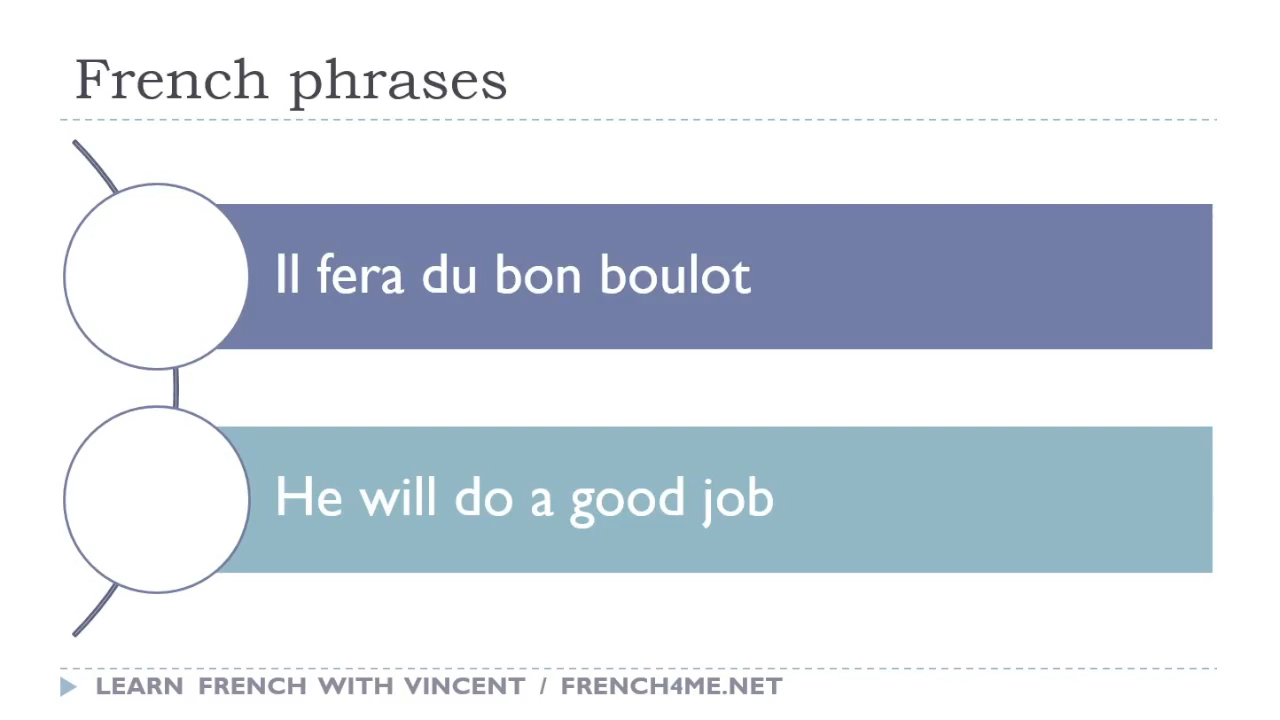 French phrases
Il fera du bon boulot
He will do a good job
LEARN FRENCH WITH VINCENT / FRENCH4ME.NET